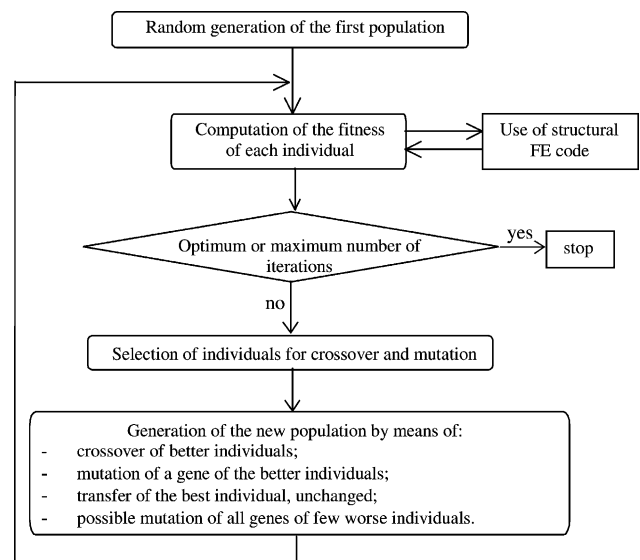 Random generation of the first population
Computation of the fitness
of each individual
Use of structural
FE code
Optimum or maximum number of
iterations
yes
stop
no
Selection of individuals for crossover and mutation
Generation of the new population by means of:
- crossover of better individuals;
- mutation of a gene of the better individuals;
- transfer of the best individual, unchanged;
- possible mutation of all genes of few worse individuals.